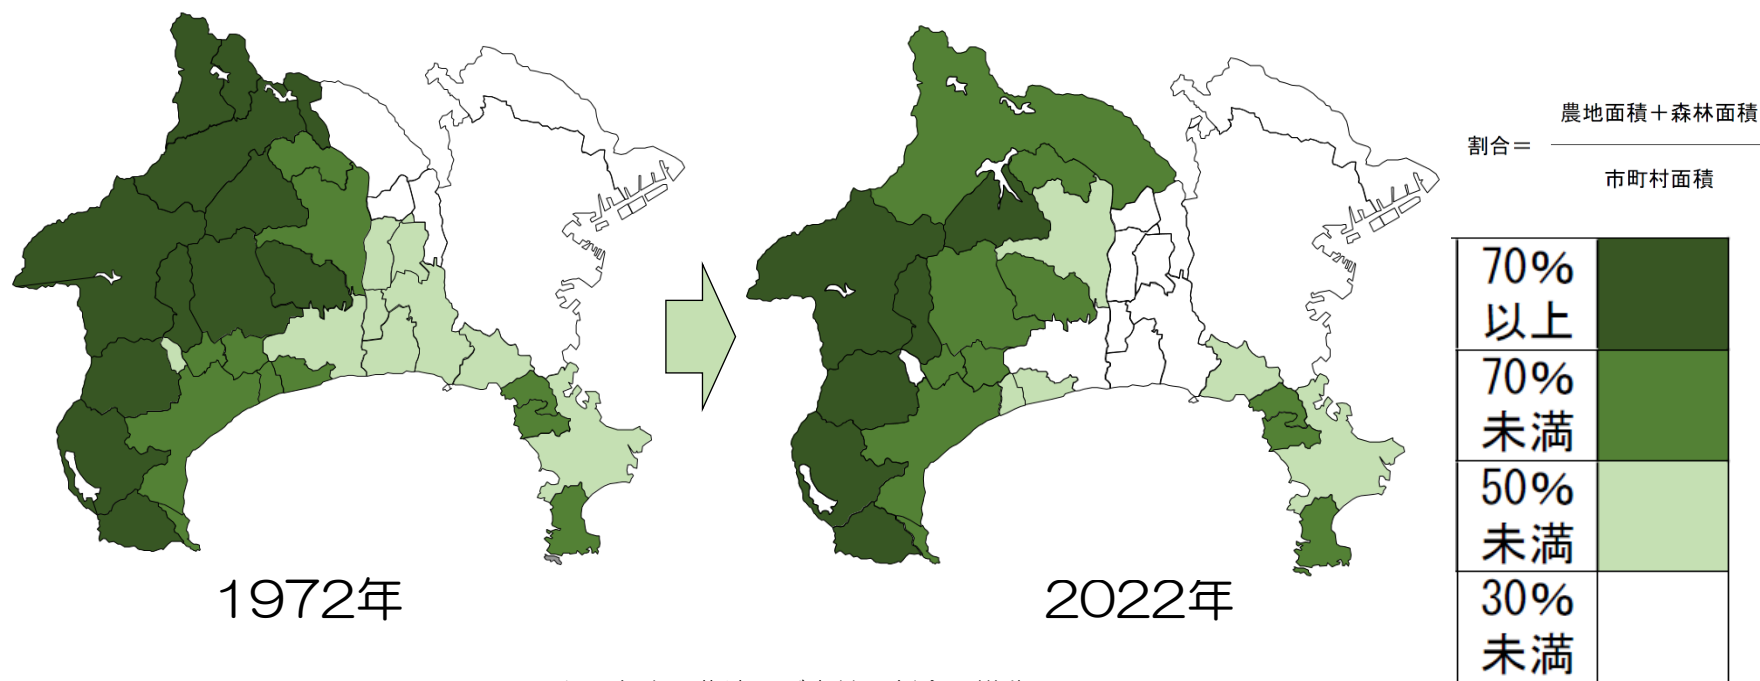 農地面積+森林面積
割合=
市町村面積
70%
以上
70%
未満
50%
未満
30%
未満
1972年
2022年